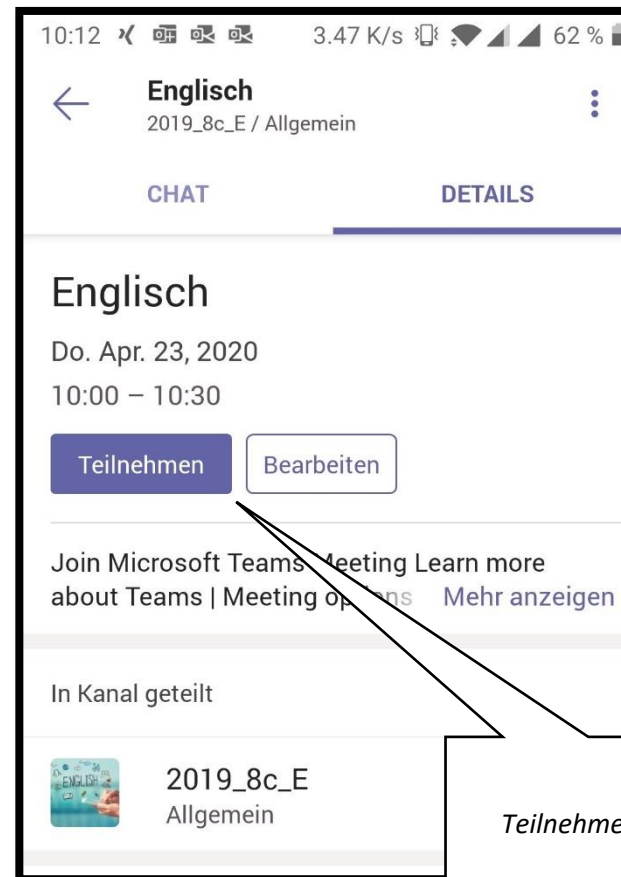 10:12 3.47 K/s 62 %
Englisch
2019_8c_E / Allgemein
CHAT DETAILS
Englisch
Do. Apr. 23, 2020
10:00 – 10:30
Teilnehmen Bearbeiten
Join Microsoft Teams Meeting Learn more
about Teams | Meeting options Mehr anzeigen
In Kanal geteilt
ENGLISH
2019_8c_E
Allgemein
Teilnehme